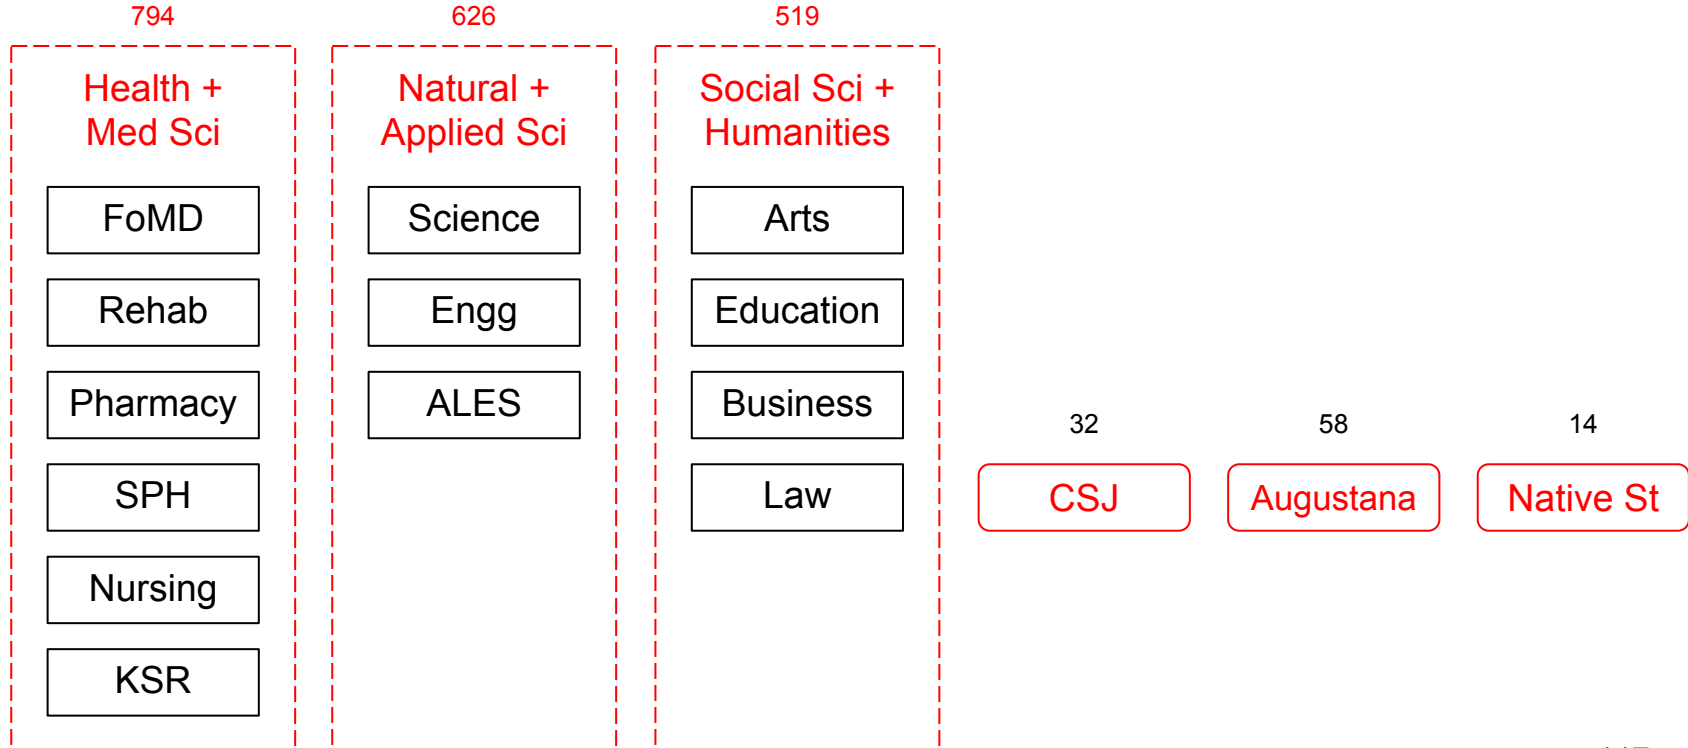 794
626
519
Health +
Med Sci
Natural +
Applied Sci
Social Sci +
Humanities
FoMD
Science
Arts
Rehab
Engg
Education
Pharmacy
ALES
Business
32
58
14
SPH
Law
CSJ
Augustana
Native St
Nursing
KSR